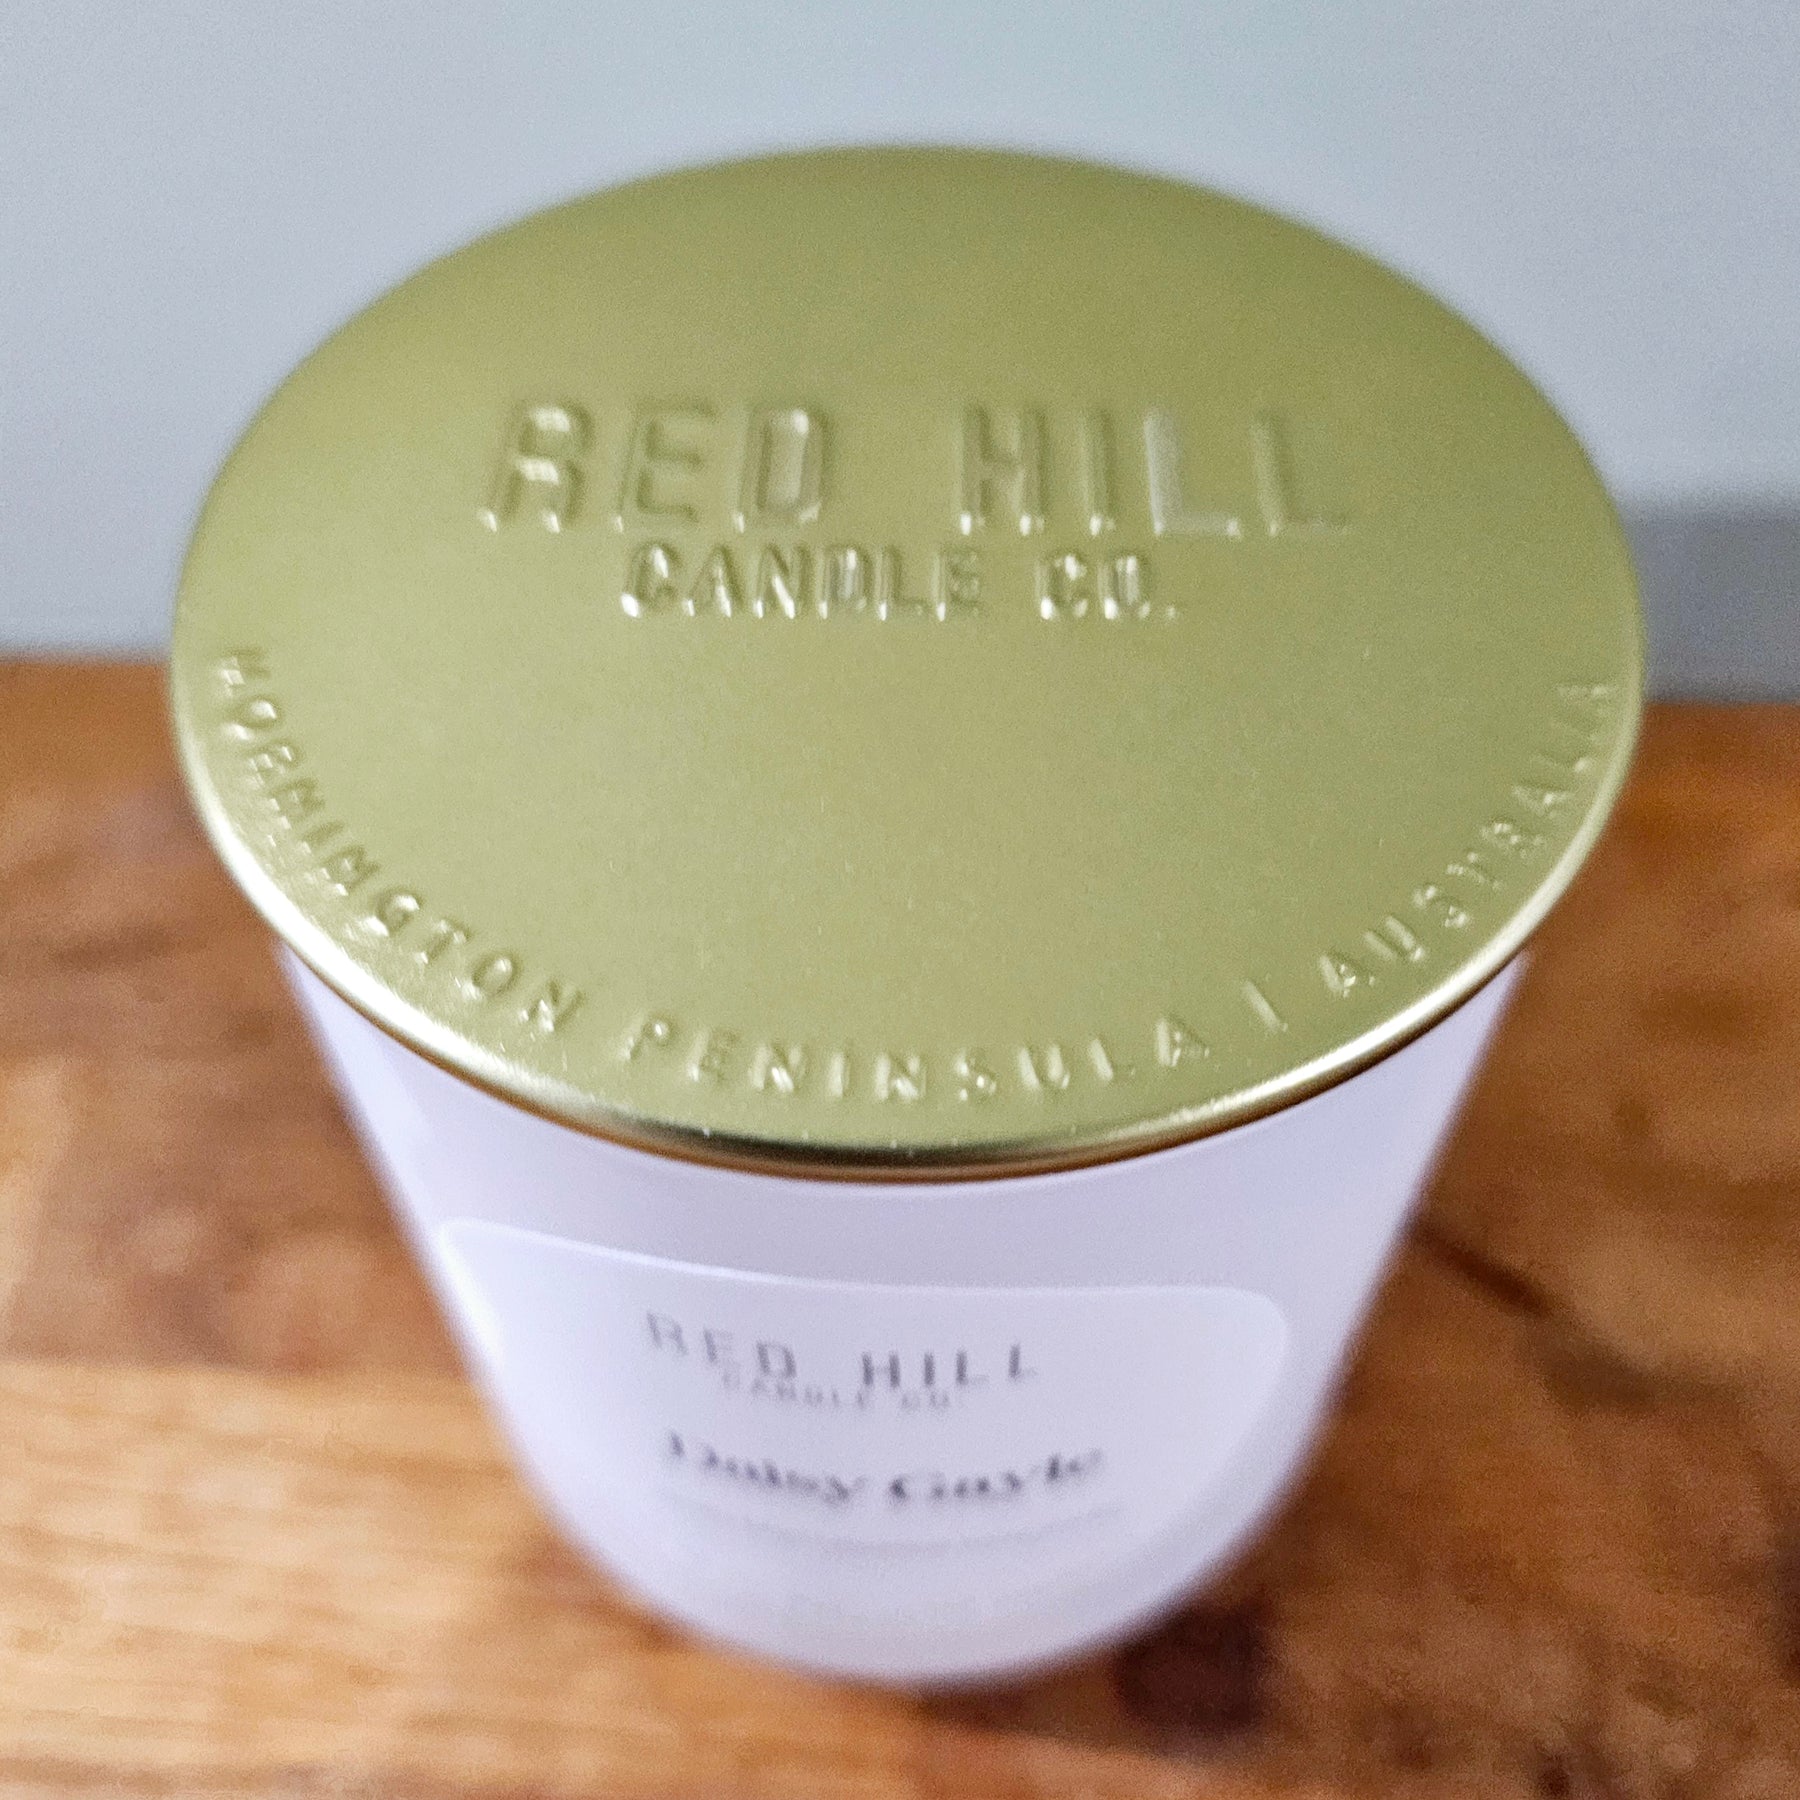 RED HILL
CANDLE CO.
MORNINGTON PENINSULA | AUSTRALIA
RED HILL
CANDLE CO.
Daisy Gayle